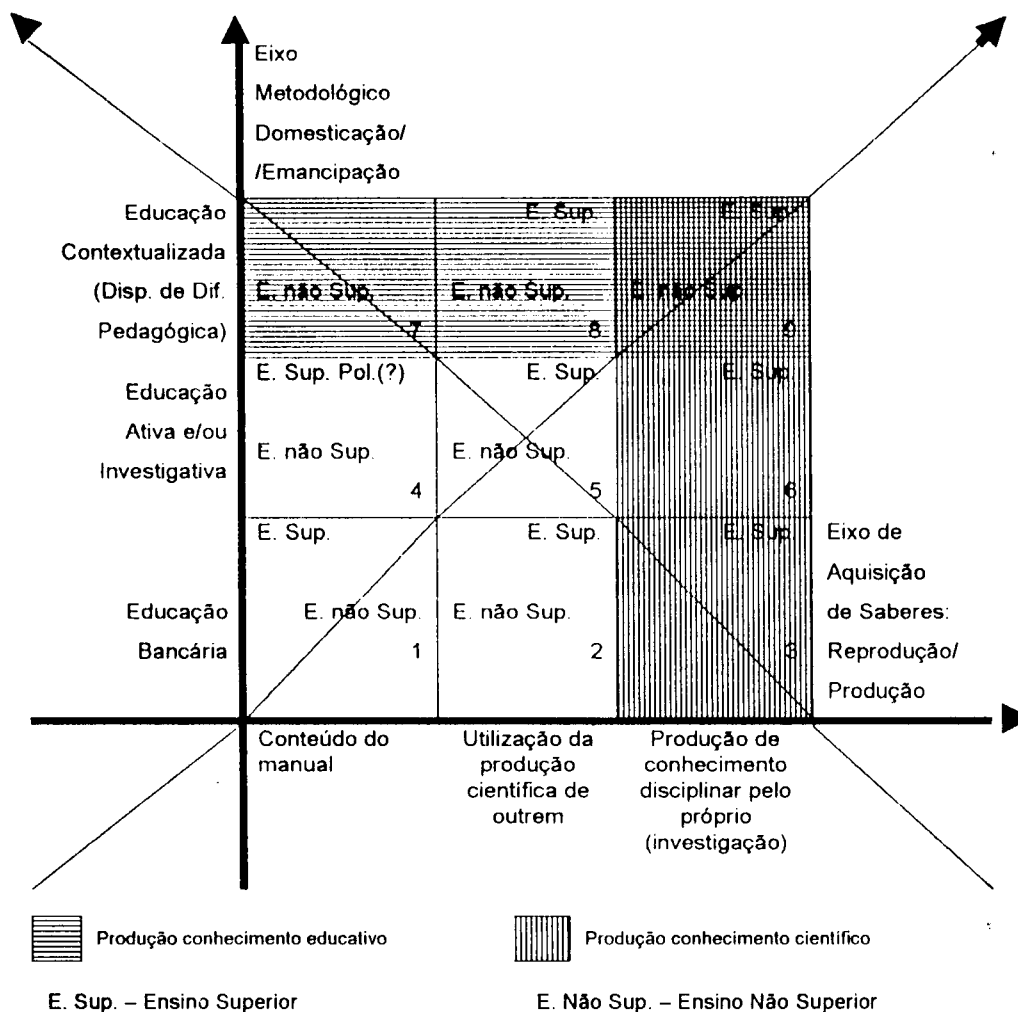 Eixo
Metodológico
Domesticação/
/Emancipação
Educação
Contextualizada
(Disp. de Dif.
Pedagógica)
E. não Sup.
7
E. Sup.
E. não Sup.
8
E. Sup.
E. não Sup
9
Educação
Ativa e/ou
Investigativa
E. Sup. Pol.(?)
E. não Sup.
4
E. Sup.
E. não Sup.
5
E. Sup.
6
Educação
Bancária
E. Sup.
E. não Sup.
1
E. Sup.
E. não Sup.
2
E. Sup.
3
Eixo de
Aquisição
de Saberes:
Reprodução/
Produção
Conteúdo do
manual
Utilização da
produção
científica de
outrem
Produção de
conhecimento
disciplinar pelo
próprio
(investigação)
Produção conhecimento educativo
Produção conhecimento científico
E. Sup. – Ensino Superior
E. Não Sup. – Ensino Não Superior